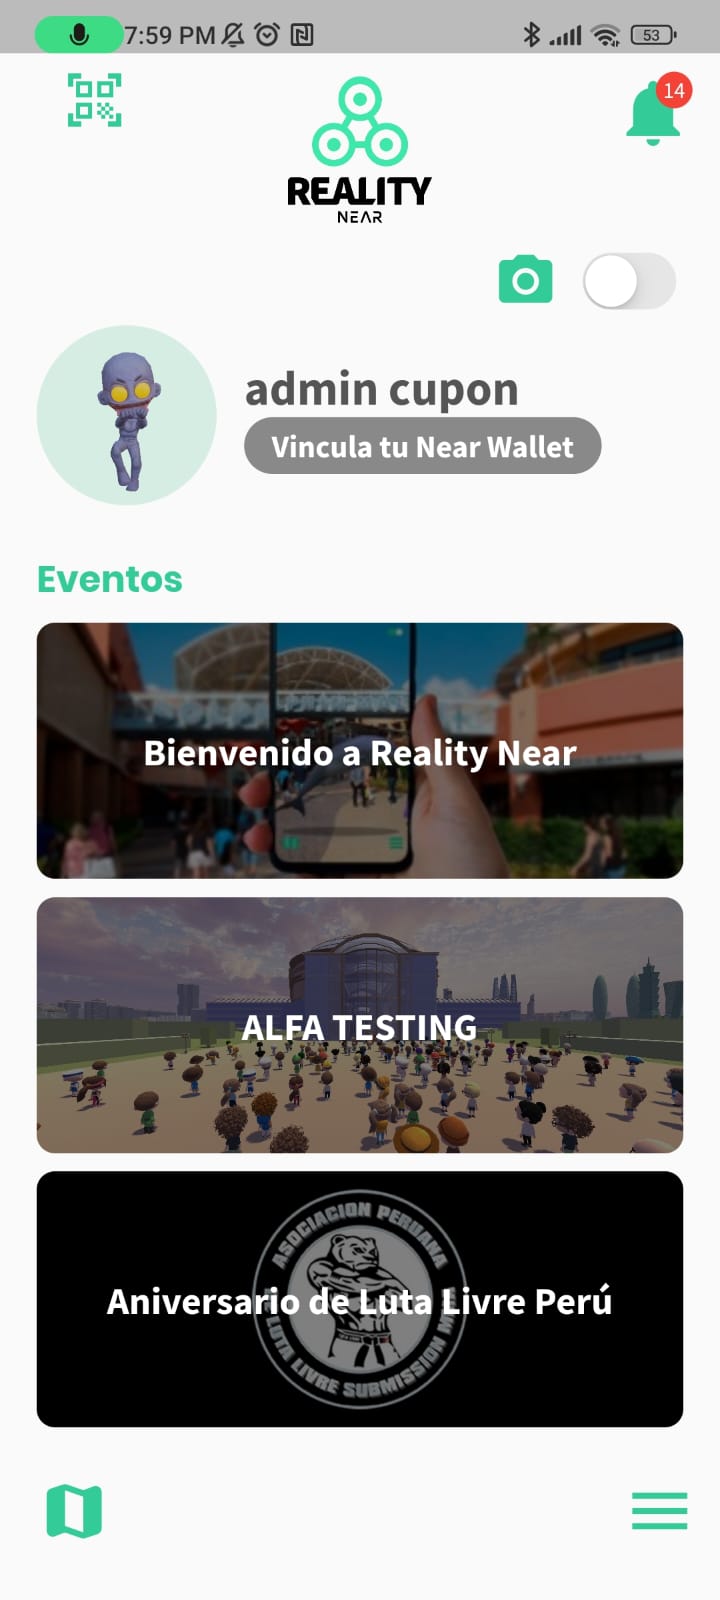 7:59 PM
53
14
REALITY
NEAR
admin cupon
Vincula tu Near Wallet
Eventos
Bienvenido a Reality Near
ALFA TESTING
ASOCIACION PERUANA
Aniversario de Luta Livre Perú
LUTA LIVRE SUBMISSION